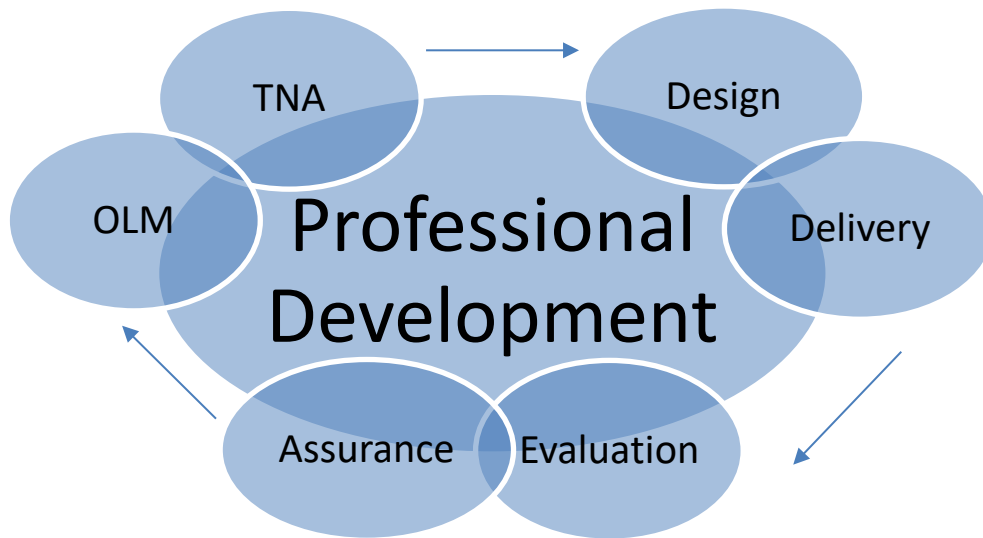 TNA
Design
OLM
Delivery
Professional
Development
Assurance
Evaluation